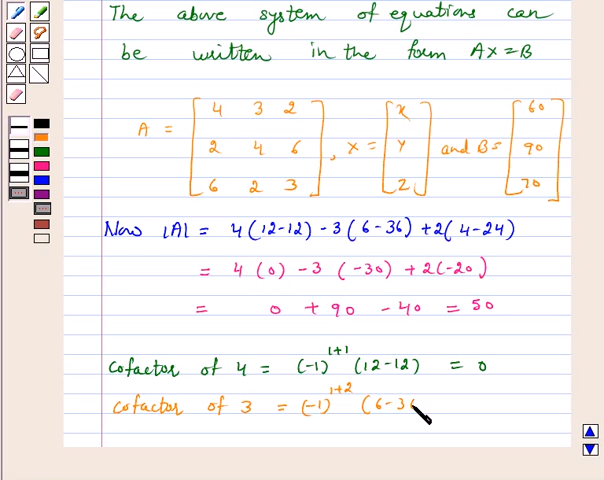 The above system of equations can
be written in the form AX = B
A = [ 4 3 2 ; 2 4 6 ; 6 2 3 ], X = [ x ; y ; z ] and B = [ 60 ; 90 ; 70 ]
Now |A| = 4(12-12) -3(6-36) +2(4-24)
= 4(0) -3(-30) +2(-20)
= 0 + 90 - 40 = 50
Cofactor of 4 = (-1)^{1+1} (12-12) = 0
Cofactor of 3 = (-1)^{1+2} (6-36